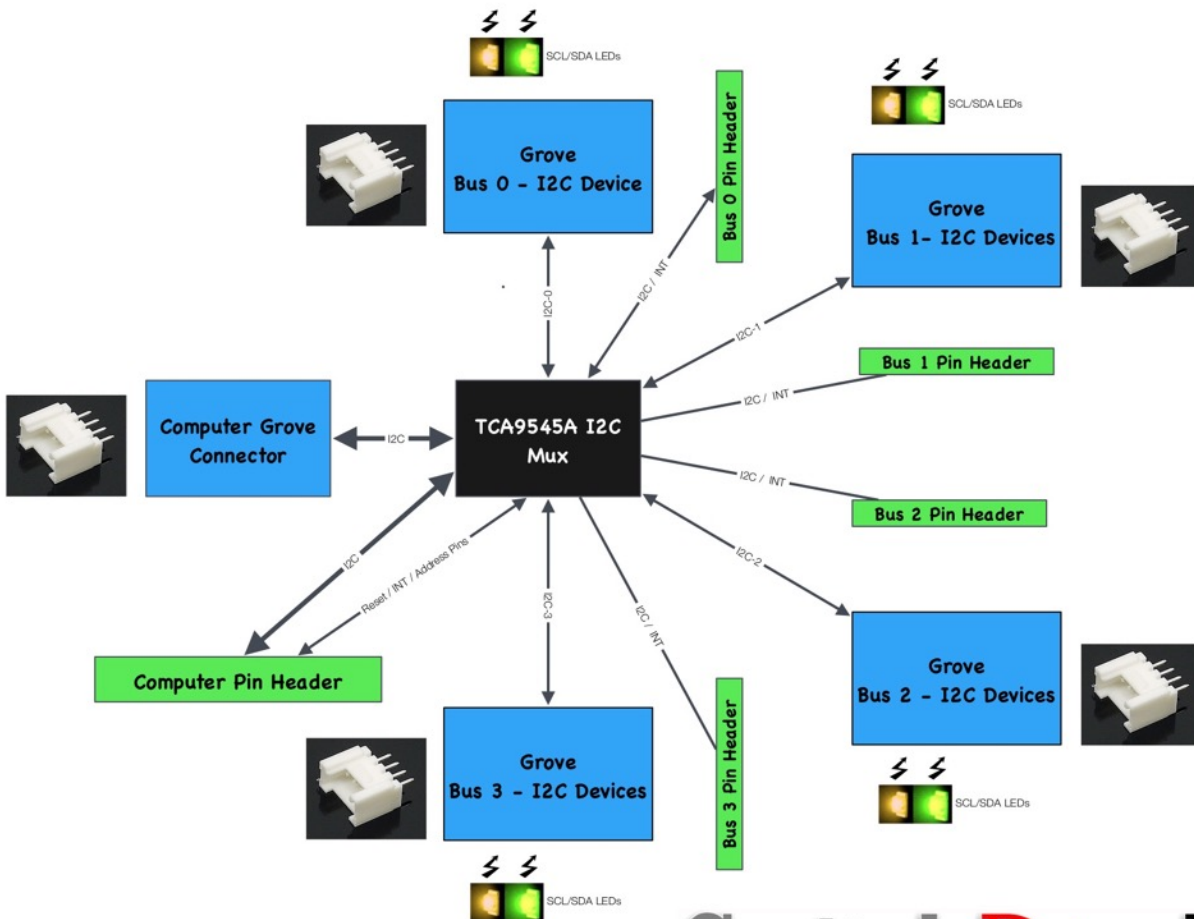 SCL/SDA LEDs
SCL/SDA LEDs
Grove
Bus 0 - I2C Device
Bus 0 Pin Header
Grove
Bus 1- I2C Devices
I2C / INT
I2C-0
I2C-1
Bus 1 Pin Header
I2C / INT
Computer Grove
Connector
I2C
TCA9545A I2C
Mux
I2C / INT
Bus 2 Pin Header
I2C
Reset / INT / Address Pins
I2C-3
I2C / INT
I2C-2
Computer Pin Header
Grove
Bus 2 - I2C Devices
Grove
Bus 3 - I2C Devices
Bus 3 Pin Header
SCL/SDA LEDs
SCL/SDA LEDs